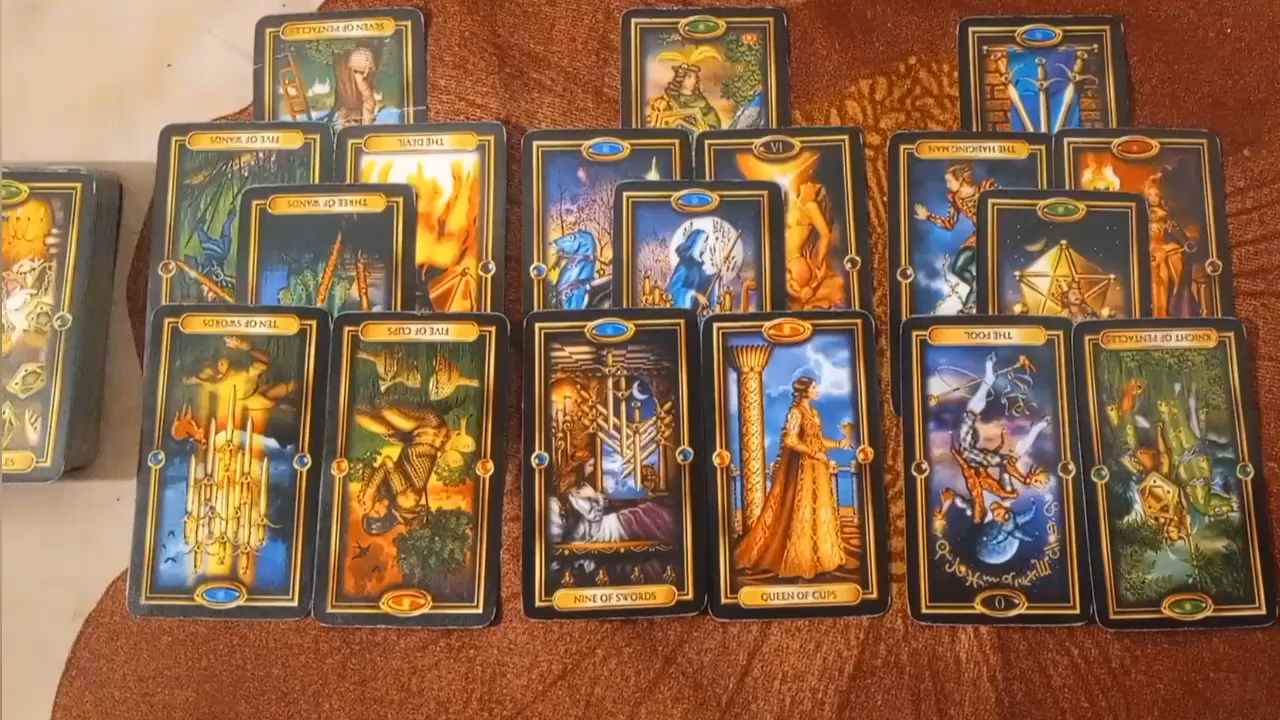 SEVEN OF PENTACLES
FIVE OF WANDS
THE DEVIL
VI
THE HANGING MAN
THREE OF WANDS
TEN OF SWORDS
FIVE OF CUPS
THE FOOL
KNIGHT OF PENTACLES
LES
NINE OF SWORDS
QUEEN OF CUPS
0